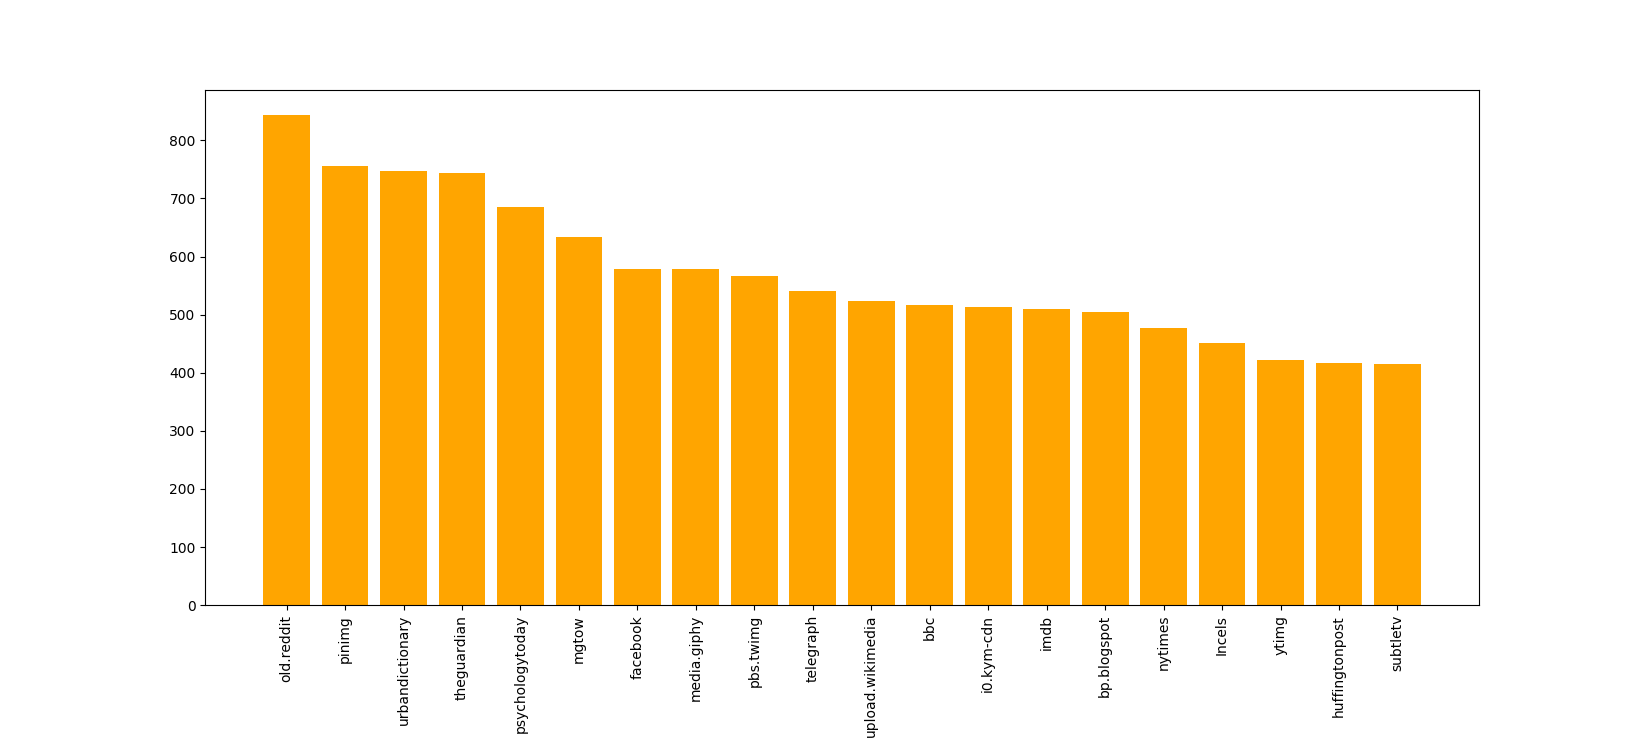 800
700
600
500
400
300
200
100
0
old.reddit
pinimg
urbandictionary
theguardian
psychologytoday
mgtow
facebook
media.giphy
pbs.twimg
telegraph
upload.wikimedia
bbc
i0.kym-cdn
imdb
bp.blogspot
nytimes
Incels
ytimg
huffingtonpost
subtletv